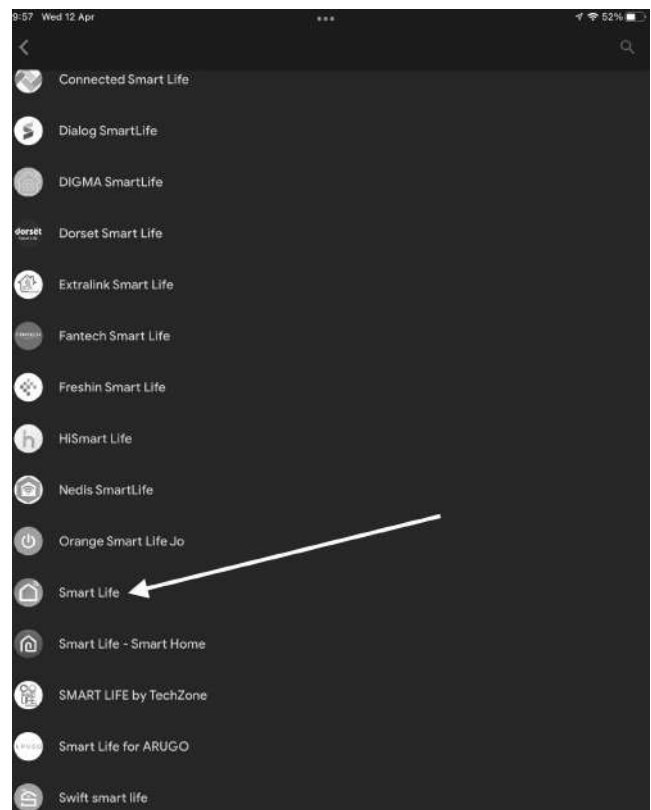 9:57 Wed 12 Apr
52%
Connected Smart Life
Dialog SmartLife
DIGMA SmartLife
dorsët
Dorset Smart Life
Extralink Smart Life
Fantech Smart Life
Freshin Smart Life
h
HiSmart Life
Nedis SmartLife
Orange Smart Life Jo
Smart Life
Smart Life - Smart Home
SMART LIFE by TechZone
Smart Life for ARUGO
Swift smart life